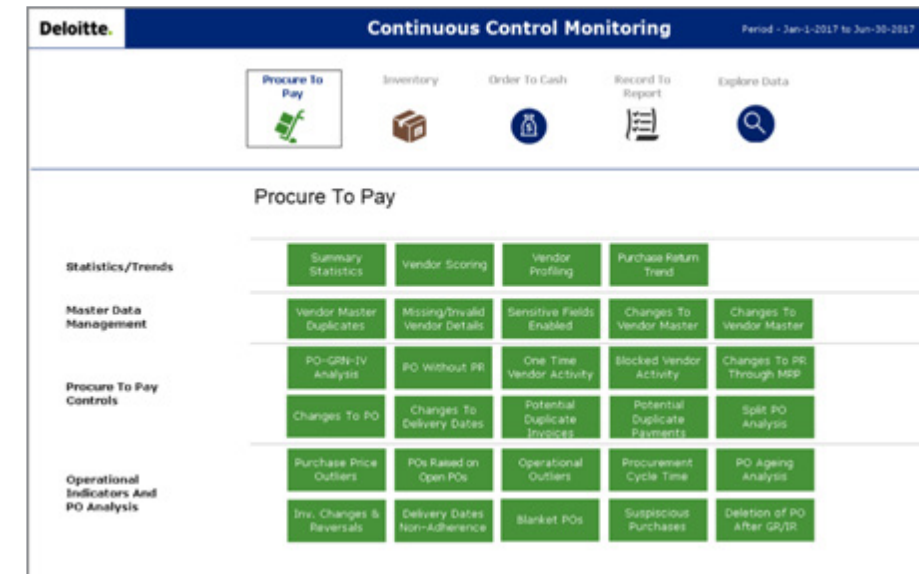 Deloitte.
Continuous Control Monitoring
Period - Jan-1-2017 to Jun-30-2017
Procure To
Pay
Inventory
Order To Cash
Record To
Report
Explore Data
Procure To Pay
Statistics/Trends
Summary
Statistics
Vendor Scoring
Vendor
Profiling
Purchase Return
Trend
Master Data
Management
Vendor Master
Duplicates
Missing/Invalid
Vendor Details
Sensitive Fields
Enabled
Changes To
Vendor Master
Changes To
Vendor Master
Procure To Pay
Controls
PO-GRN-IV
Analysis
PO Without PR
One Time
Vendor Activity
Blocked Vendor
Activity
Changes To PR
Through MRP
Changes To PO
Changes To
Delivery Dates
Potential
Duplicate
Invoices
Potential
Duplicate
Payments
Split PO
Analysis
Operational
Indicators And
PO Analysis
Purchase Price
Outliers
POs Raised on
Open POs
Operational
Outliers
Procurement
Cycle Time
PO Ageing
Analysis
Inv. Changes &
Reversals
Delivery Dates
Non-Adherence
Blanket POs
Suspiscious
Purchases
Deletion of PO
After GR/IR